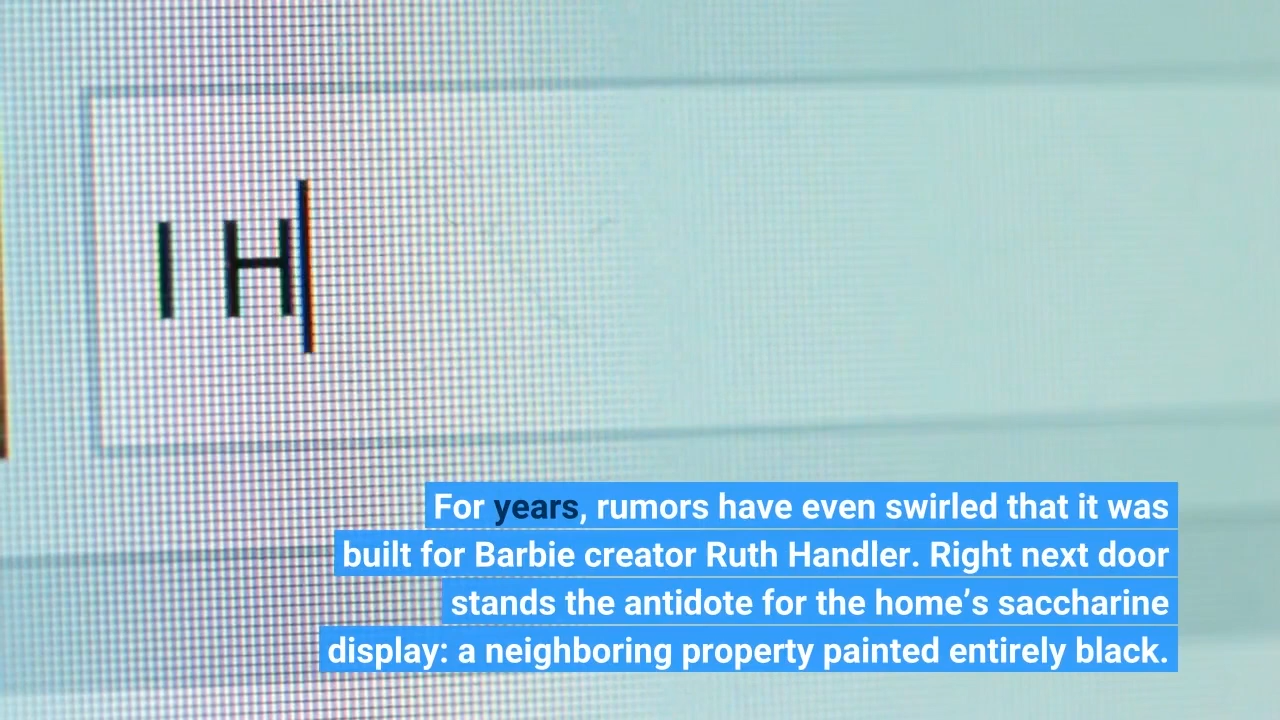 I H
For years, rumors have even swirled that it was
built for Barbie creator Ruth Handler. Right next door
stands the antidote for the home’s saccharine
display: a neighboring property painted entirely black.